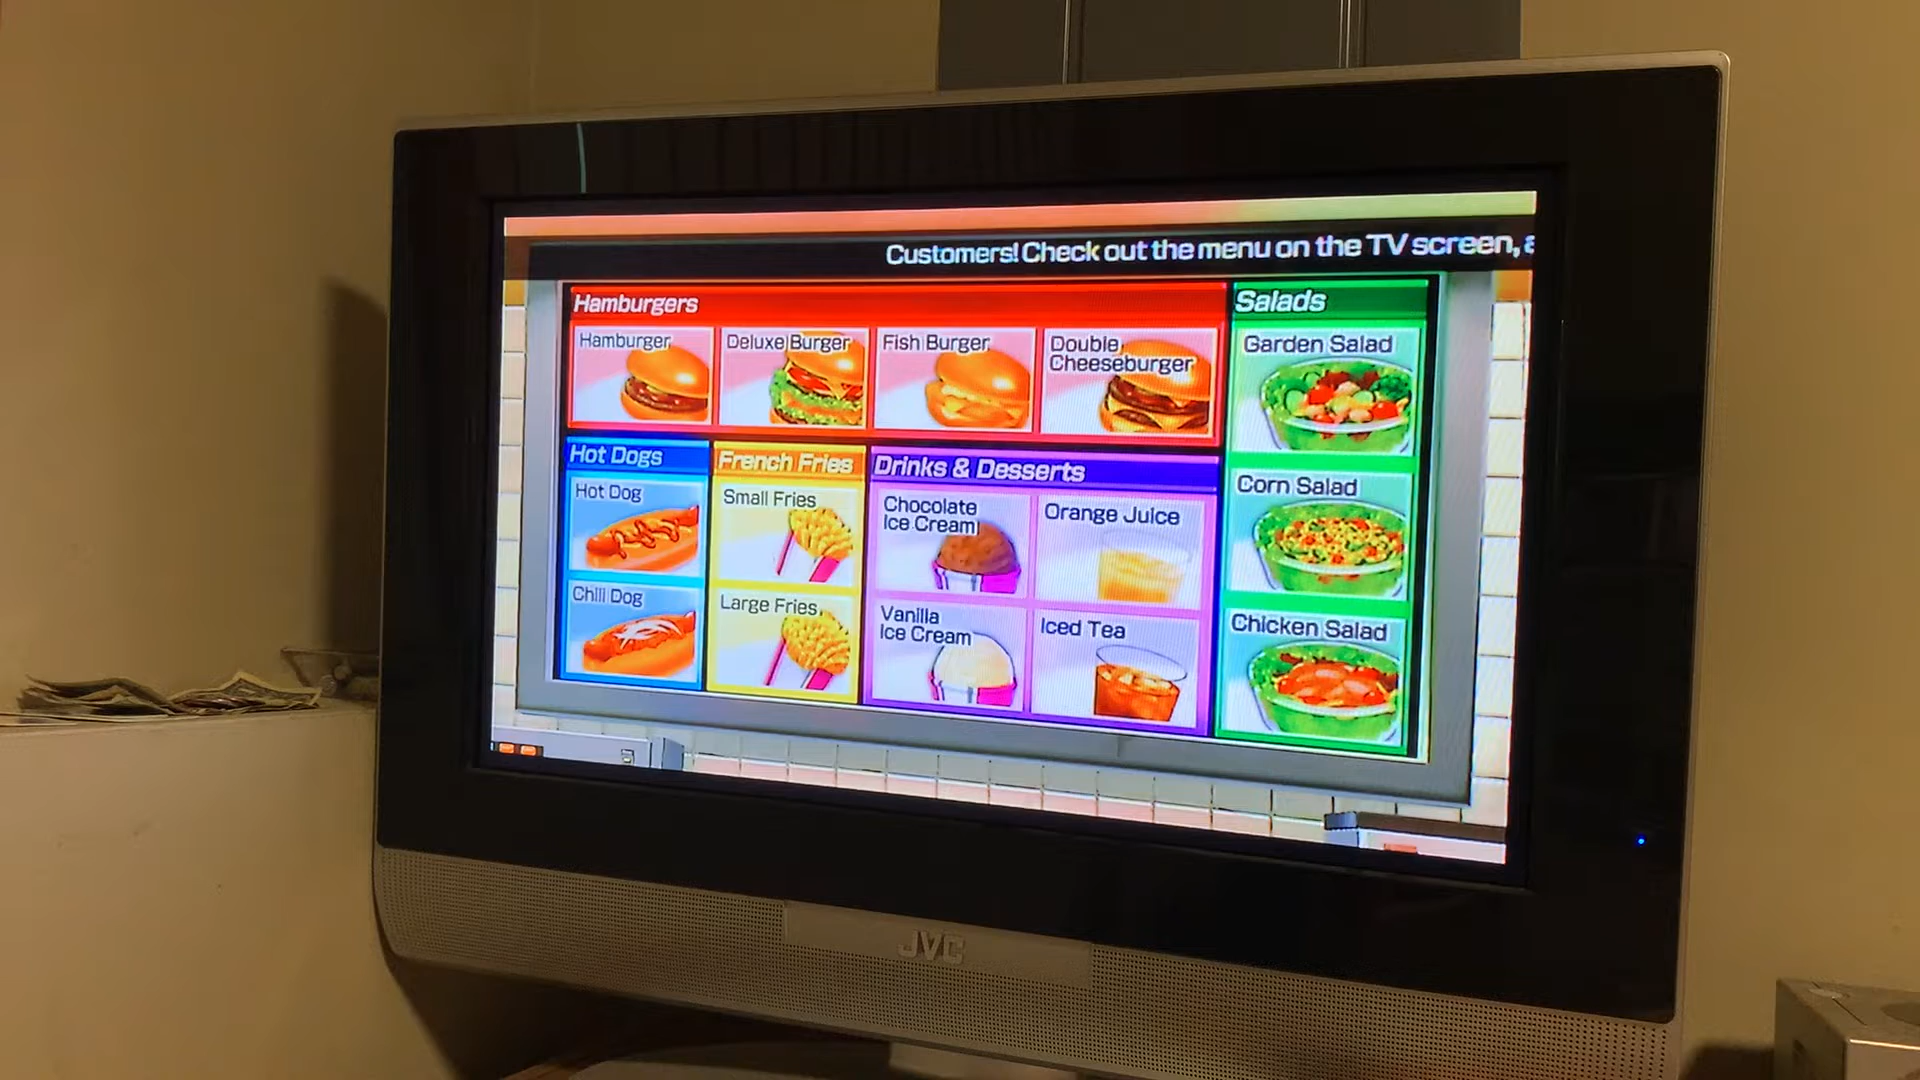 Customers! Check out the menu on the TV screen,
Hamburgers
Hamburger
Deluxe Burger
Fish Burger
Double
Cheeseburger
Salads
Garden Salad
Corn Salad
Chicken Salad
Hot Dogs
Hot Dog
Chili Dog
French Fries
Small Fries
Large Fries
Drinks & Desserts
Chocolate
Ice Cream
Orange Juice
Vanilla
Ice Cream
Iced Tea
JVC